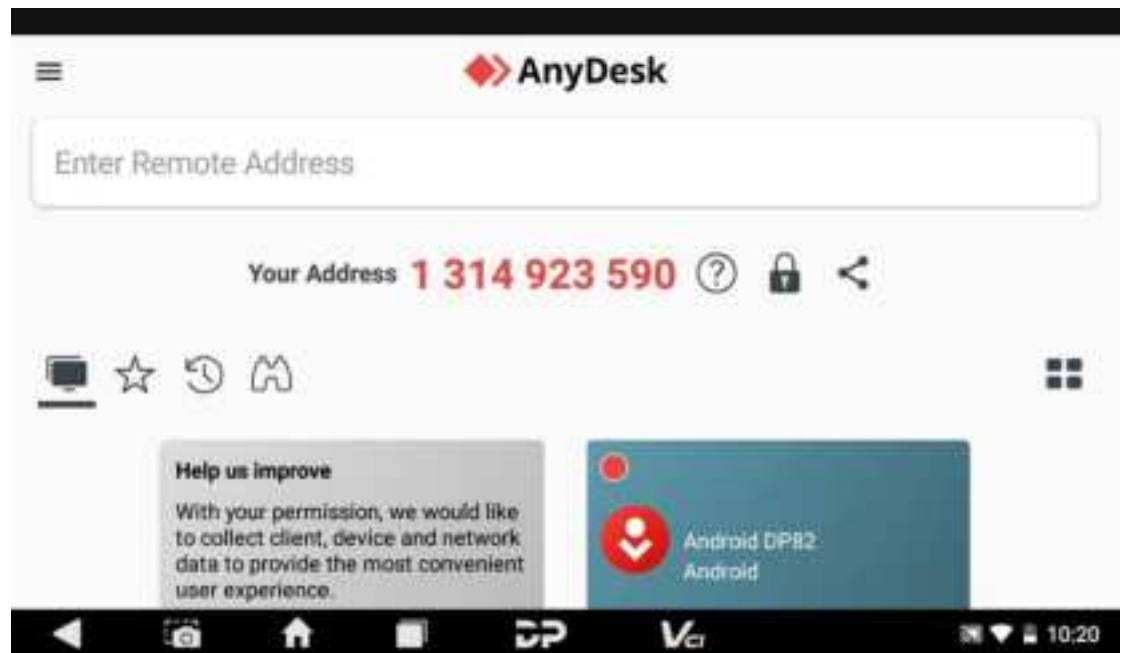 AnyDesk
Enter Remote Address
Your Address 1 314 923 590
Help us improve
With your permission, we would like
to collect client, device and network
data to provide the most convenient
user experience.
Android DP82
Android
DP
VCI
10:20